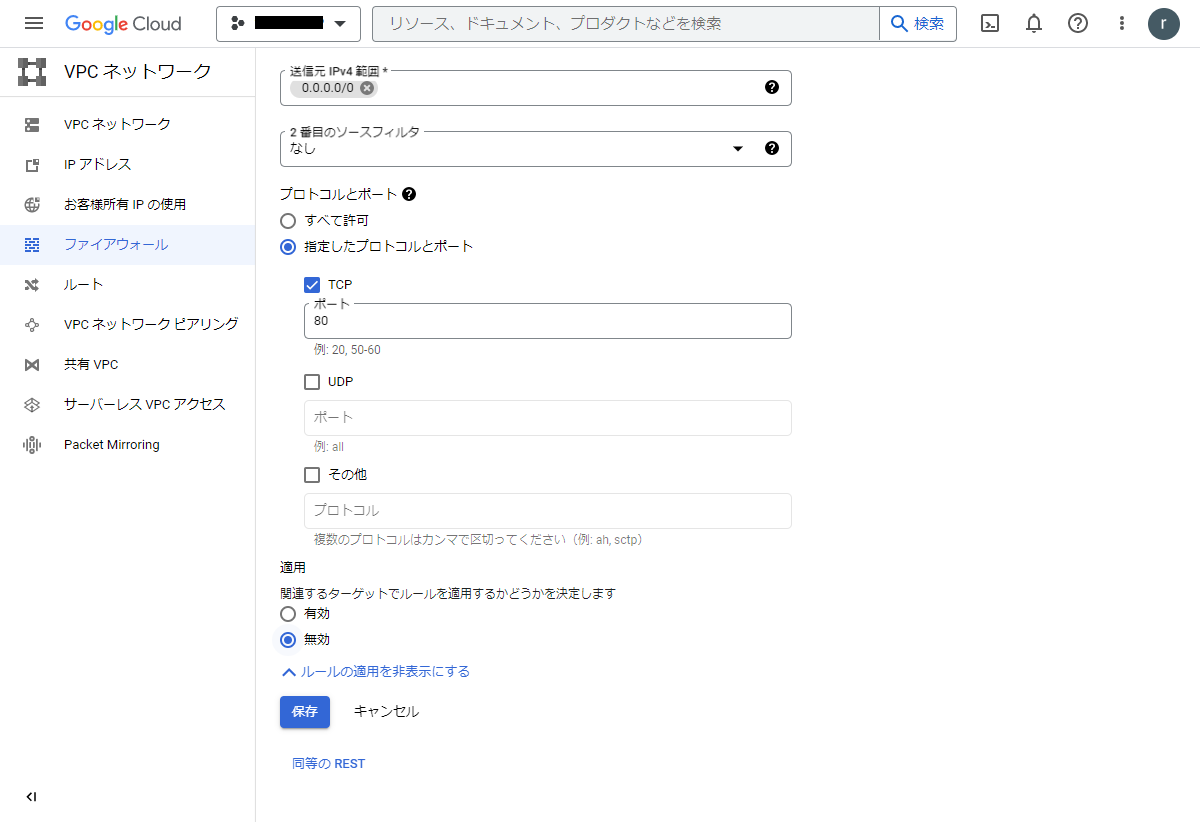 Google Cloud
リソース、ドキュメント、プロダクトなどを検索
検索
r
VPC ネットワーク
VPC ネットワーク
IP アドレス
お客様所有 IP の使用
ファイアウォール
ルート
VPC ネットワーク ピアリング
共有 VPC
サーバーレス VPC アクセス
Packet Mirroring
送信元 IPv4 範囲 *
0.0.0.0/0
2 番目のソースフィルタ
なし
プロトコルとポート
すべて許可
指定したプロトコルとポート
TCP
ポート
80
例: 20, 50-60
UDP
ポート
例: all
その他
プロトコル
複数のプロトコルはカンマで区切ってください（例: ah, sctp）
適用
関連するターゲットでルールを適用するかどうかを決定します
有効
無効
ルールの適用を非表示にする
保存
キャンセル
同等の REST